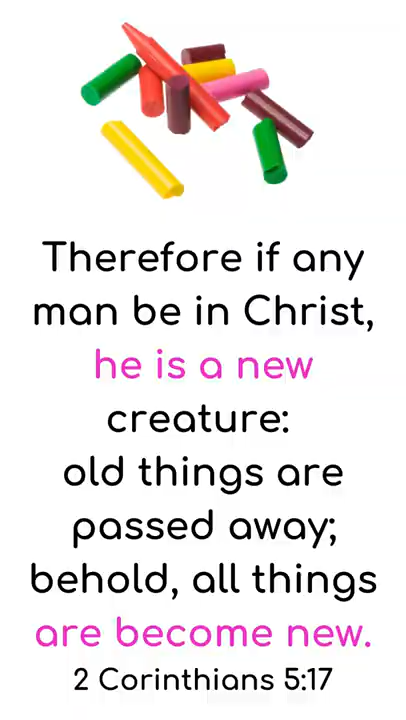 Therefore if any
man be in Christ,
he is a new
creature:
old things are
passed away;
behold, all things
are become new.
2 Corinthians 5:17